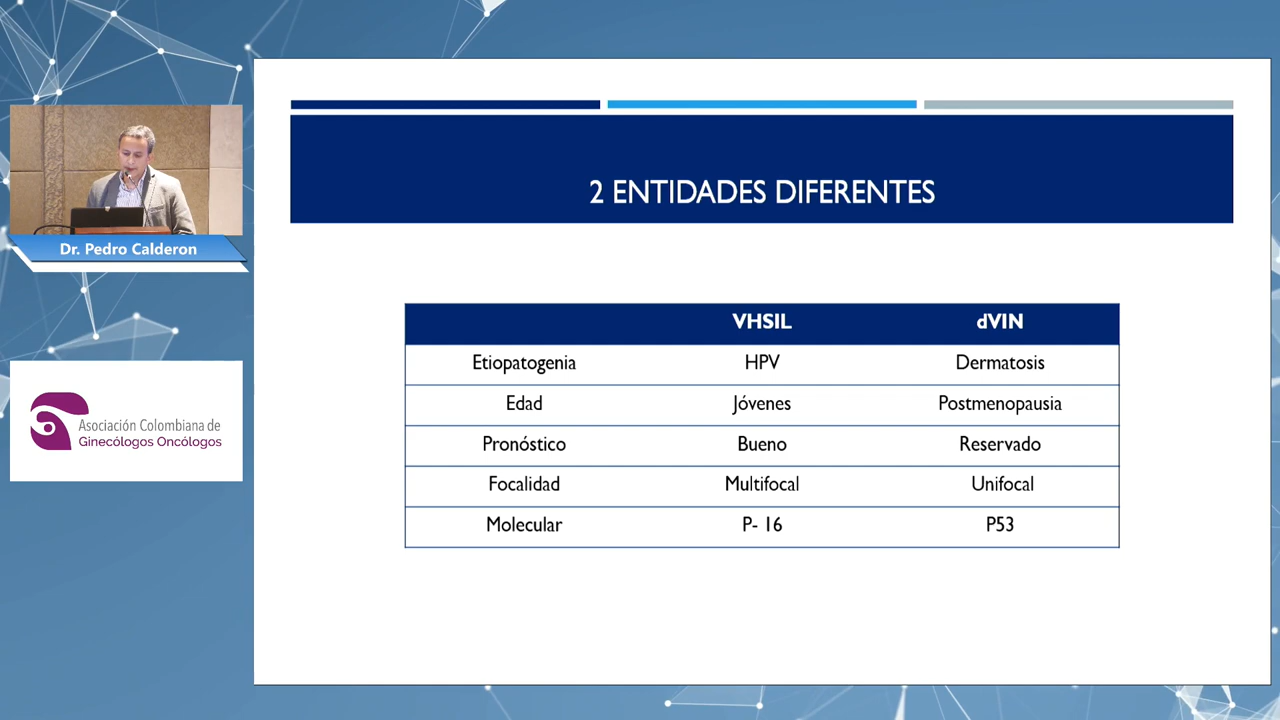 Dr. Pedro Calderon
Asociación Colombiana de
Ginecólogos Oncólogos
2 ENTIDADES DIFERENTES
VHSIL dVIN
Etiopatogenia HPV Dermatosis
Edad Jóvenes Postmenopausia
Pronóstico Bueno Reservado
Focalidad Multifocal Unifocal
Molecular P- 16 P53